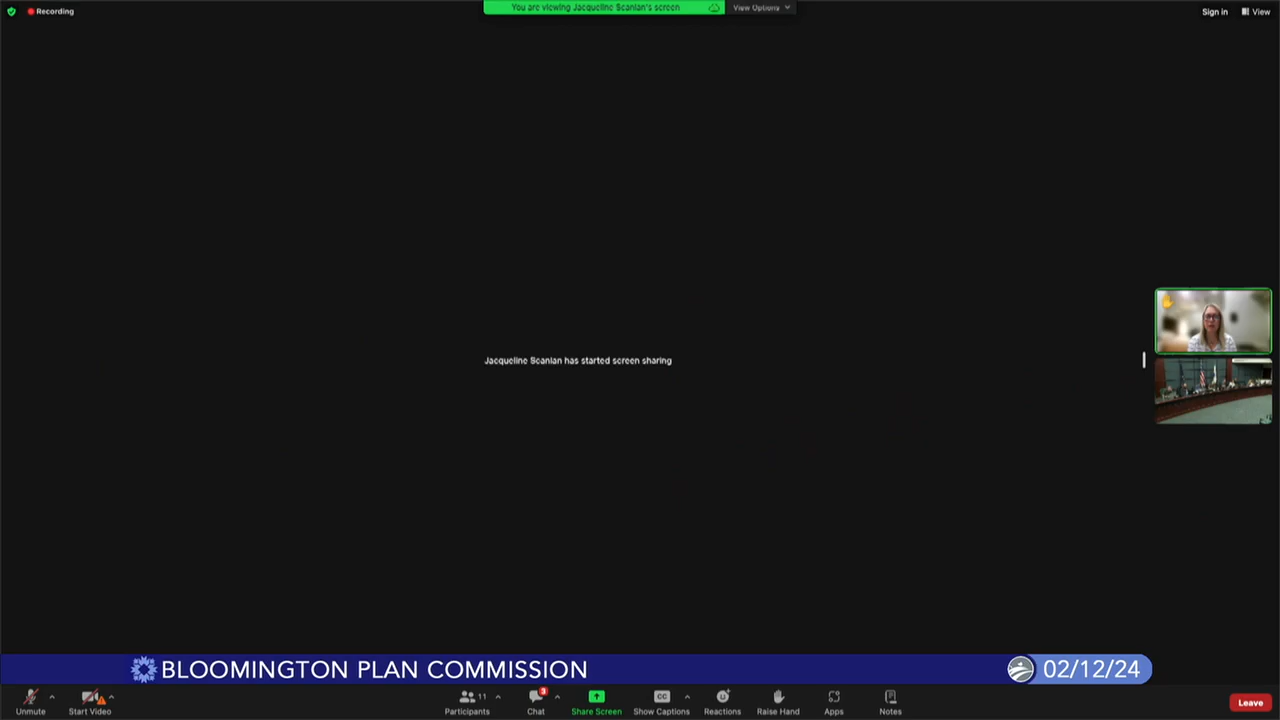 Recording
You are viewing Jacqueline Scanlan's screen
View Options
Sign in
View
Jacqueline Scanlan has started screen sharing
BLOOMINGTON PLAN COMMISSION
02/12/24
Unmute
Start Video
Participants
11
Chat
3
Share Screen
CC
Show Captions
Reactions
Raise Hand
Apps
Notes
Leave